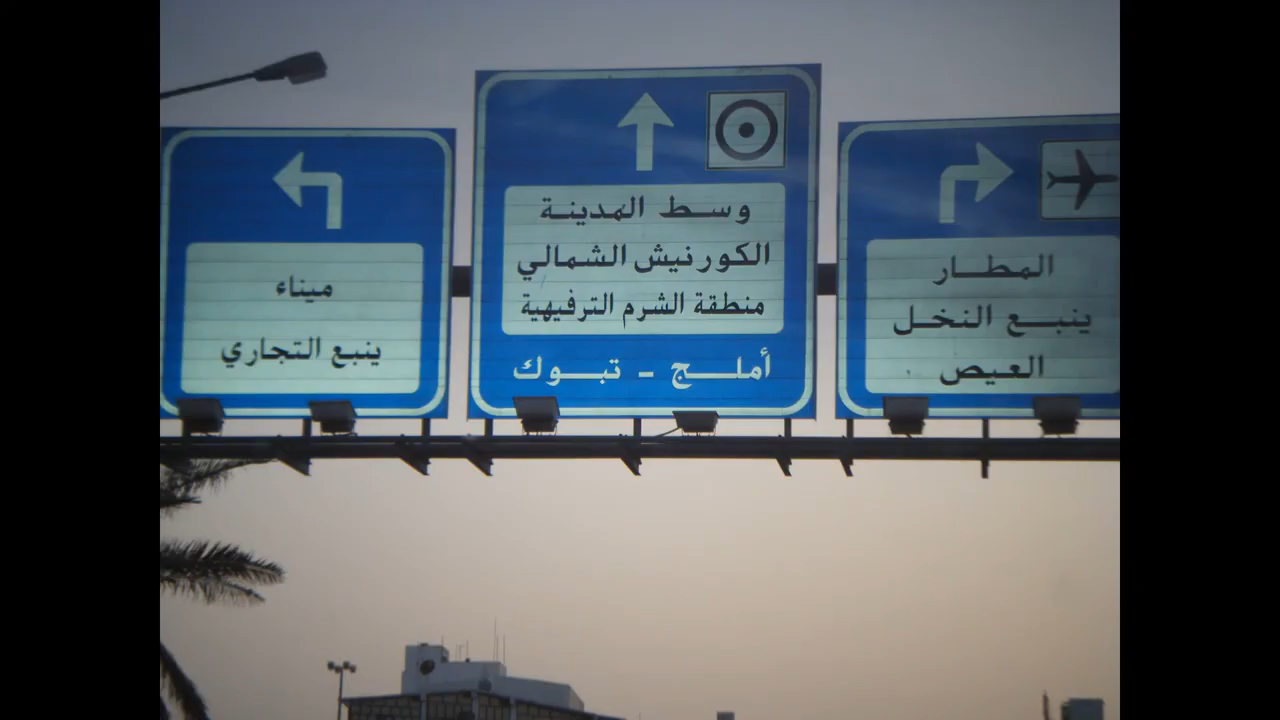 المطار
ينبع النخل
العيص
وسط المدينة
الكورنيش الشمالي
منطقة الشرم الترفيهية
أملج - تبوك
ميناء
ينبع التجاري